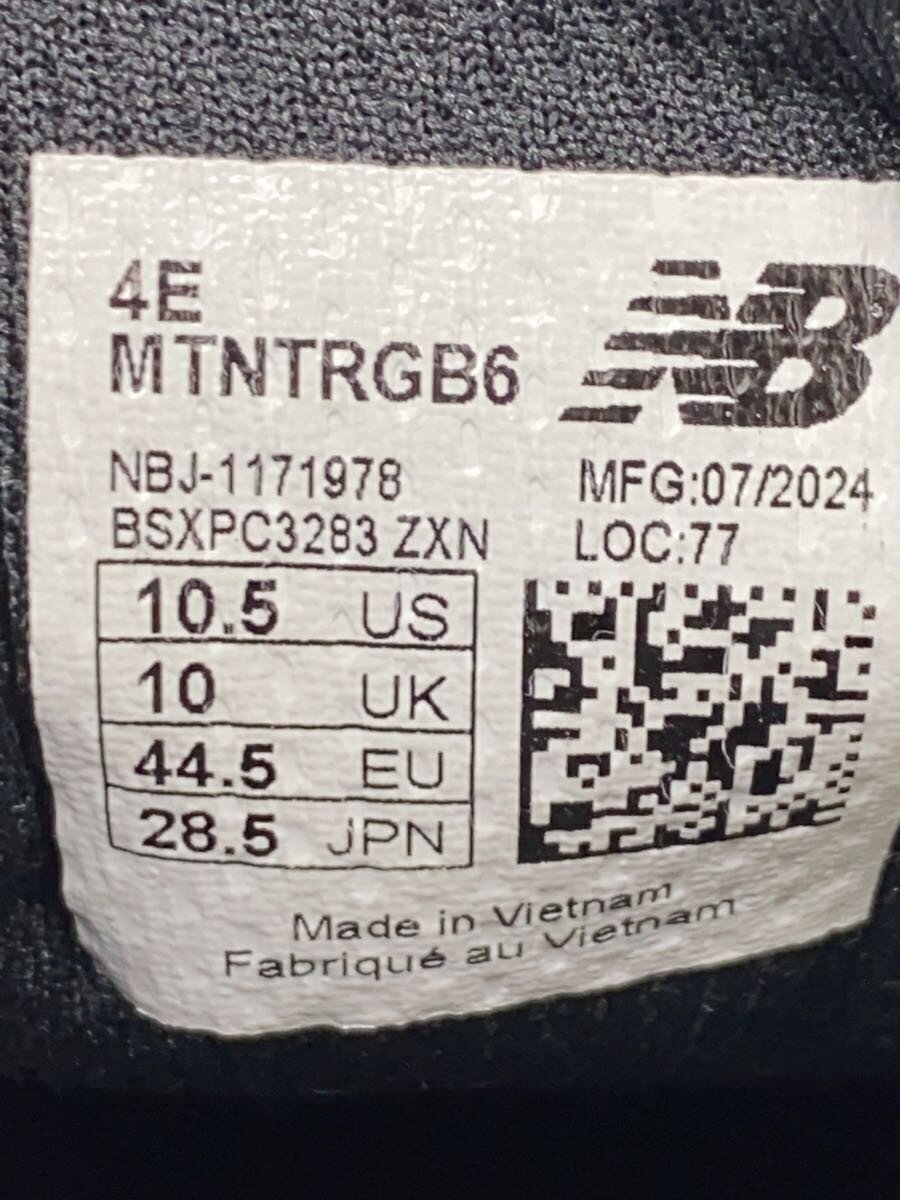 4E
MTNTRGB6
NB
NBJ-1171978
BSXPC3283 ZXN
MFG:07/2024
LOC:77
10.5 US
10 UK
44.5 EU
28.5 JPN
Made in Vietnam
Fabriqué au Vietnam